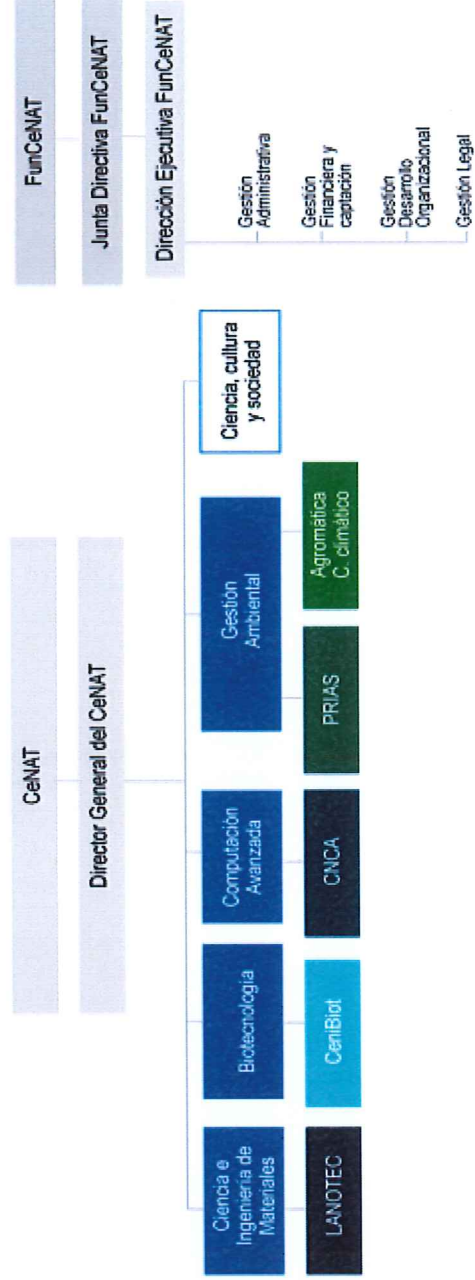 CeNAT
Director General del CeNAT
Ciencia e
Ingeniería de
Materiales
Biotecnología
Computación
Avanzada
Gestión
Ambiental
Ciencia, cultura
y sociedad
LANOTEC
CeniBiot
CNCA
PRIAS
Agromática
C. climático
FunCeNAT
Junta Directiva FunCeNAT
Dirección Ejecutiva FunCeNAT
Gestión
Administrativa
Gestión
Financiera y
captación
Gestión
Desarrollo
Organizacional
Gestión Legal